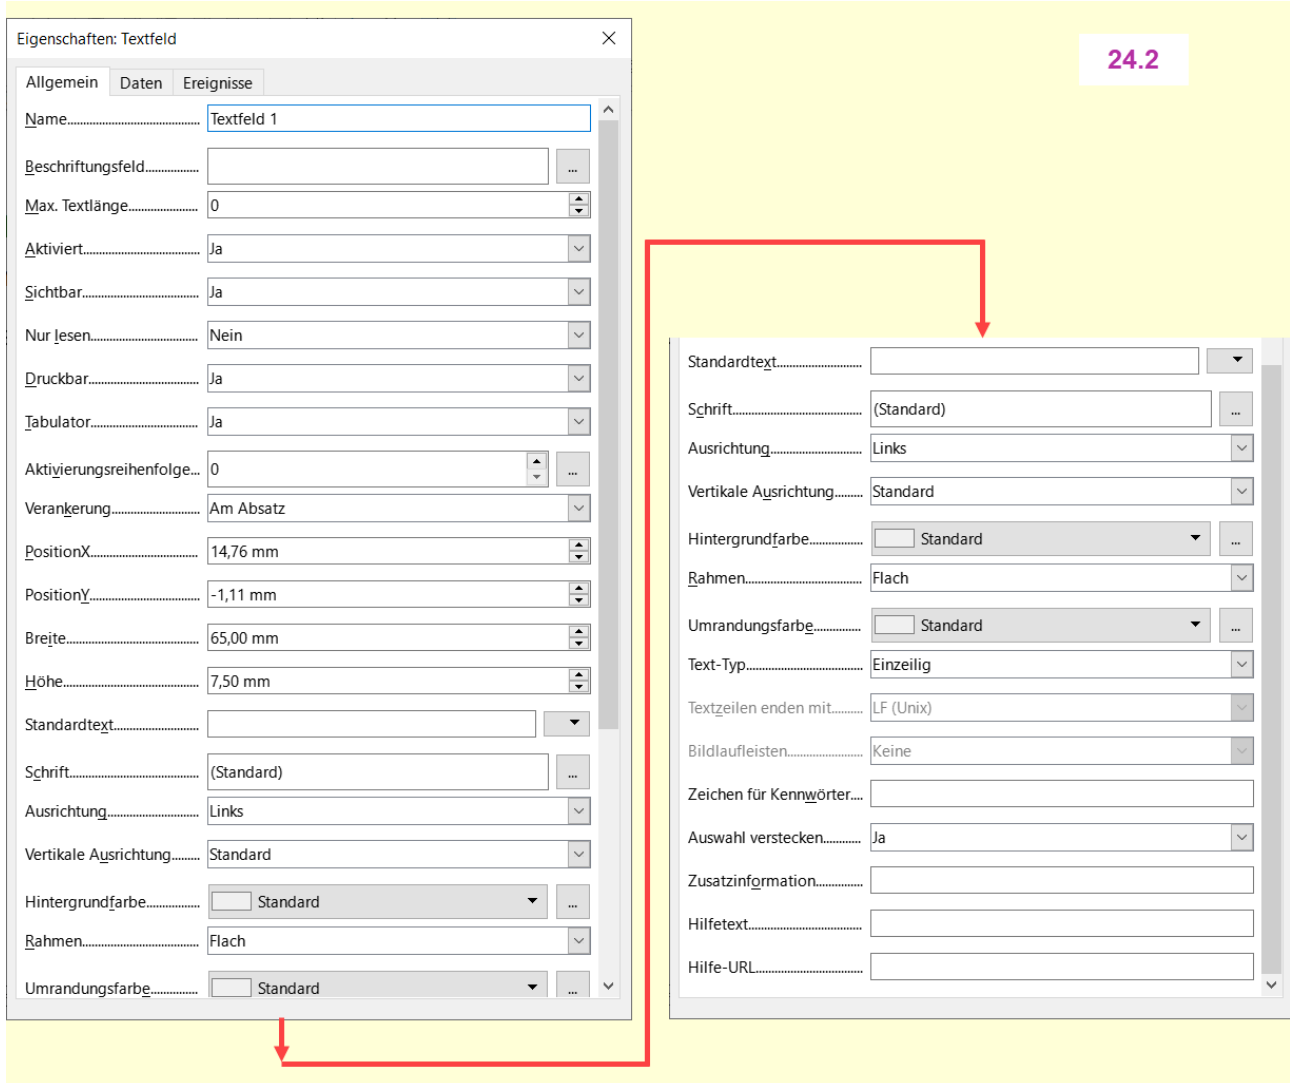 Eigenschaften: Textfeld
24.2
Allgemein Daten Ereignisse
Name Textfeld 1
Beschriftungsfeld ...
Max. Textlänge 0
Aktiviert Ja
Sichtbar Ja
Nur lesen Nein
Druckbar Ja
Tabulator Ja
Aktivierungsreihenfolge 0 ...
Verankerung Am Absatz
PositionX 14,76 mm
PositionY -1,11 mm
Breite 65,00 mm
Höhe 7,50 mm
Standardtext
Schrift (Standard) ...
Ausrichtung Links
Vertikale Ausrichtung Standard
Hintergrundfarbe Standard ...
Rahmen Flach
Umrandungsfarbe Standard ...
Standardtext
Schrift (Standard) ...
Ausrichtung Links
Vertikale Ausrichtung Standard
Hintergrundfarbe Standard ...
Rahmen Flach
Umrandungsfarbe Standard ...
Text-Typ Einzeilig
Textzeilen enden mit LF (Unix)
Bildlaufleisten Keine
Zeichen für Kennwörter
Auswahl verstecken Ja
Zusatzinformation
Hilfetext
Hilfe-URL